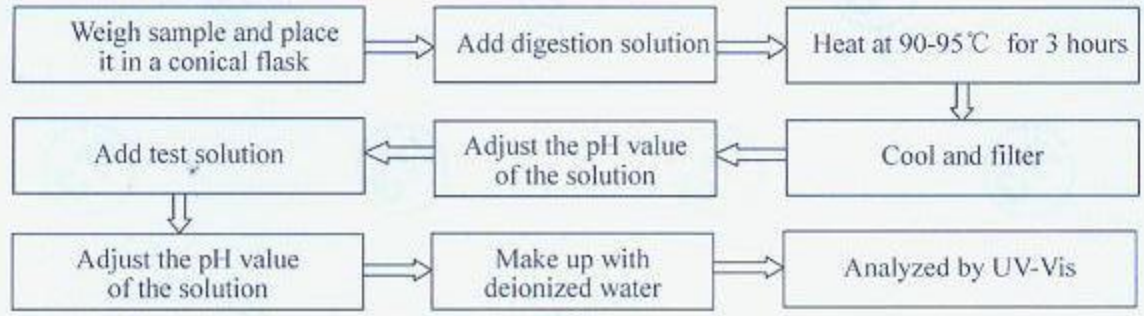 Weigh sample and place
it in a conical flask
Add digestion solution
Heat at 90-95℃ for 3 hours
Add test solution
Adjust the pH value
of the solution
Cool and filter
Adjust the pH value
of the solution
Make up with
deionized water
Analyzed by UV-Vis